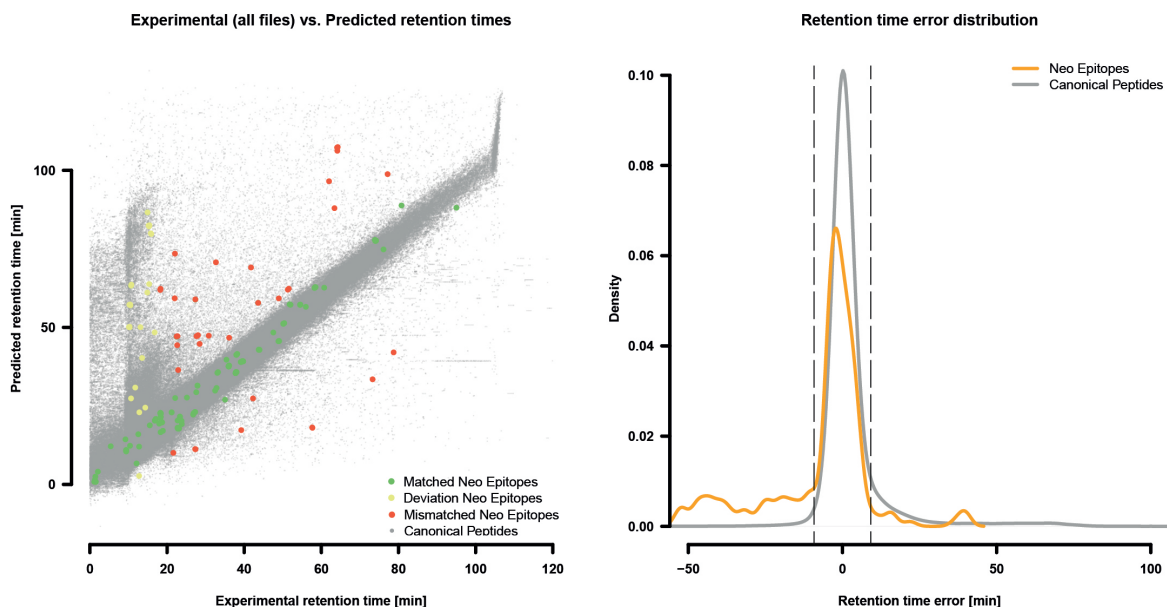 Experimental (all files) vs. Predicted retention times
Predicted retention time [min]
100
50
0
Matched Neo Epitopes
Deviation Neo Epitopes
Mismatched Neo Epitopes
Canonical Peptides
0 20 40 60 80 100 120
Experimental retention time [min]
Retention time error distribution
Neo Epitopes
Canonical Peptides
Density
0.10
0.08
0.06
0.04
0.02
0.00
−50 0 50 100
Retention time error [min]